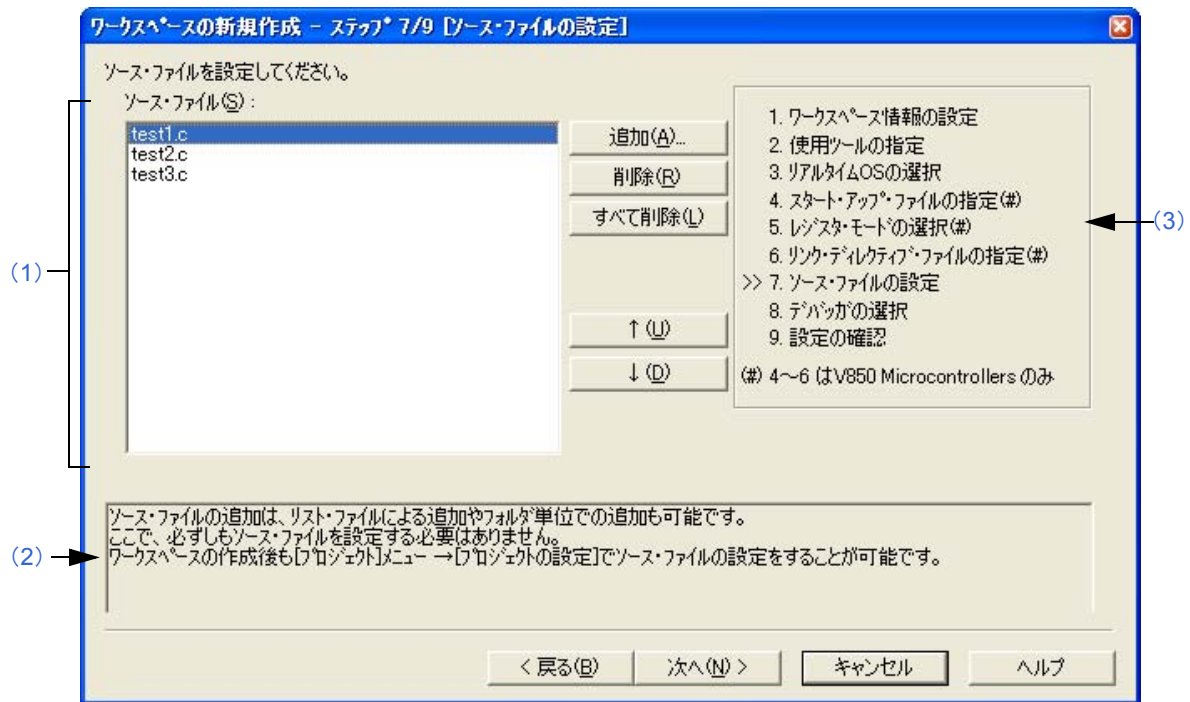 ワークスペースの新規作成 - ステップ 7/9 [ソース・ファイルの設定]
ソース・ファイルを設定してください。
ソース・ファイル(S) :
test1.c
test2.c
test3.c
追加(A)...
削除(R)
すべて削除(L)
↑(U)
↓(D)
1. ワークスペース情報の設定
2. 使用ツールの指定
3. リアルタイムOSの選択
4. スタート・アップ・ファイルの指定(#)
5. レジスタ・モードの選択(#)
6. リンク・ディレクティブ・ファイルの指定(#)
>> 7. ソース・ファイルの設定
8. デバッガの選択
9. 設定の確認
(#) 4~6 はV850 Microcontrollers のみ
(1)
(3)
(2)
ソース・ファイルの追加は、リスト・ファイルによる追加やフォルダ単位での追加も可能です。
ここで、必ずしもソース・ファイルを設定する必要はありません。
ワークスペースの作成後も[プロジェクト]メニュー →[プロジェクトの設定]でソース・ファイルの設定をすることが可能です。
< 戻る(B)
次へ(N) >
キャンセル
ヘルプ